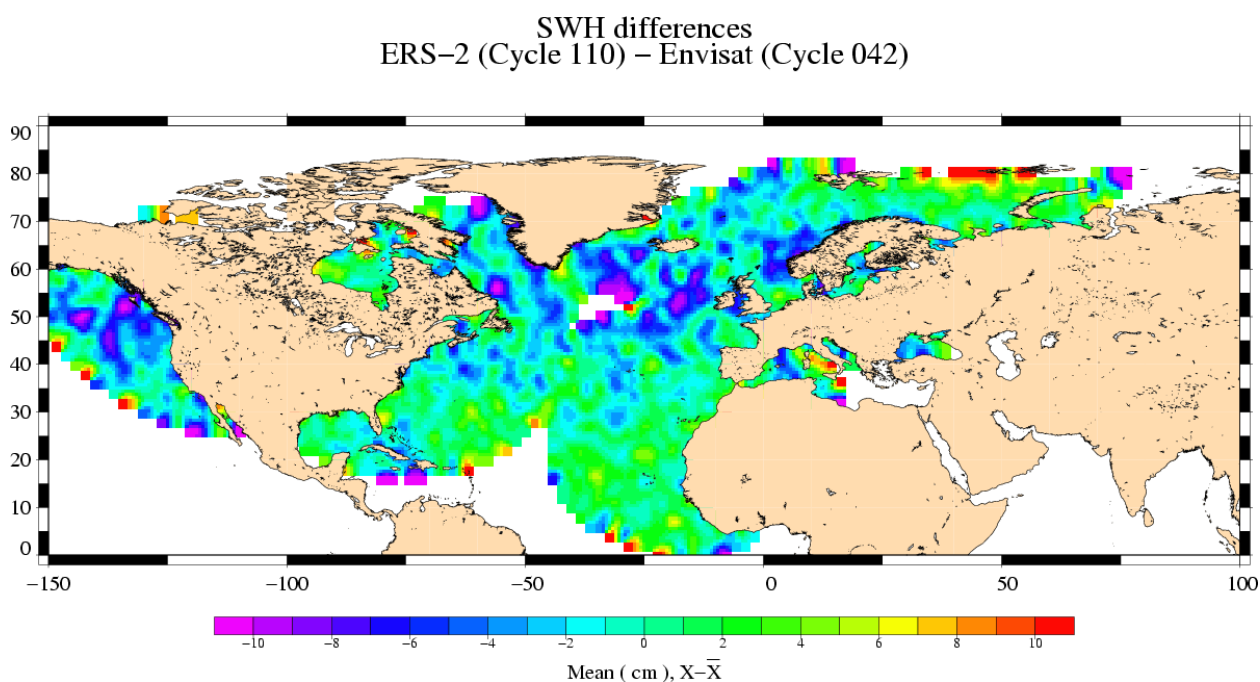 SWH differences
ERS−2 (Cycle 110) − Envisat (Cycle 042)
90
80
70
60
50
40
30
20
10
0
−150 −100 −50 0 50 100
−10 −8 −6 −4 −2 0 2 4 6 8 10
Mean ( cm ), X−X̅